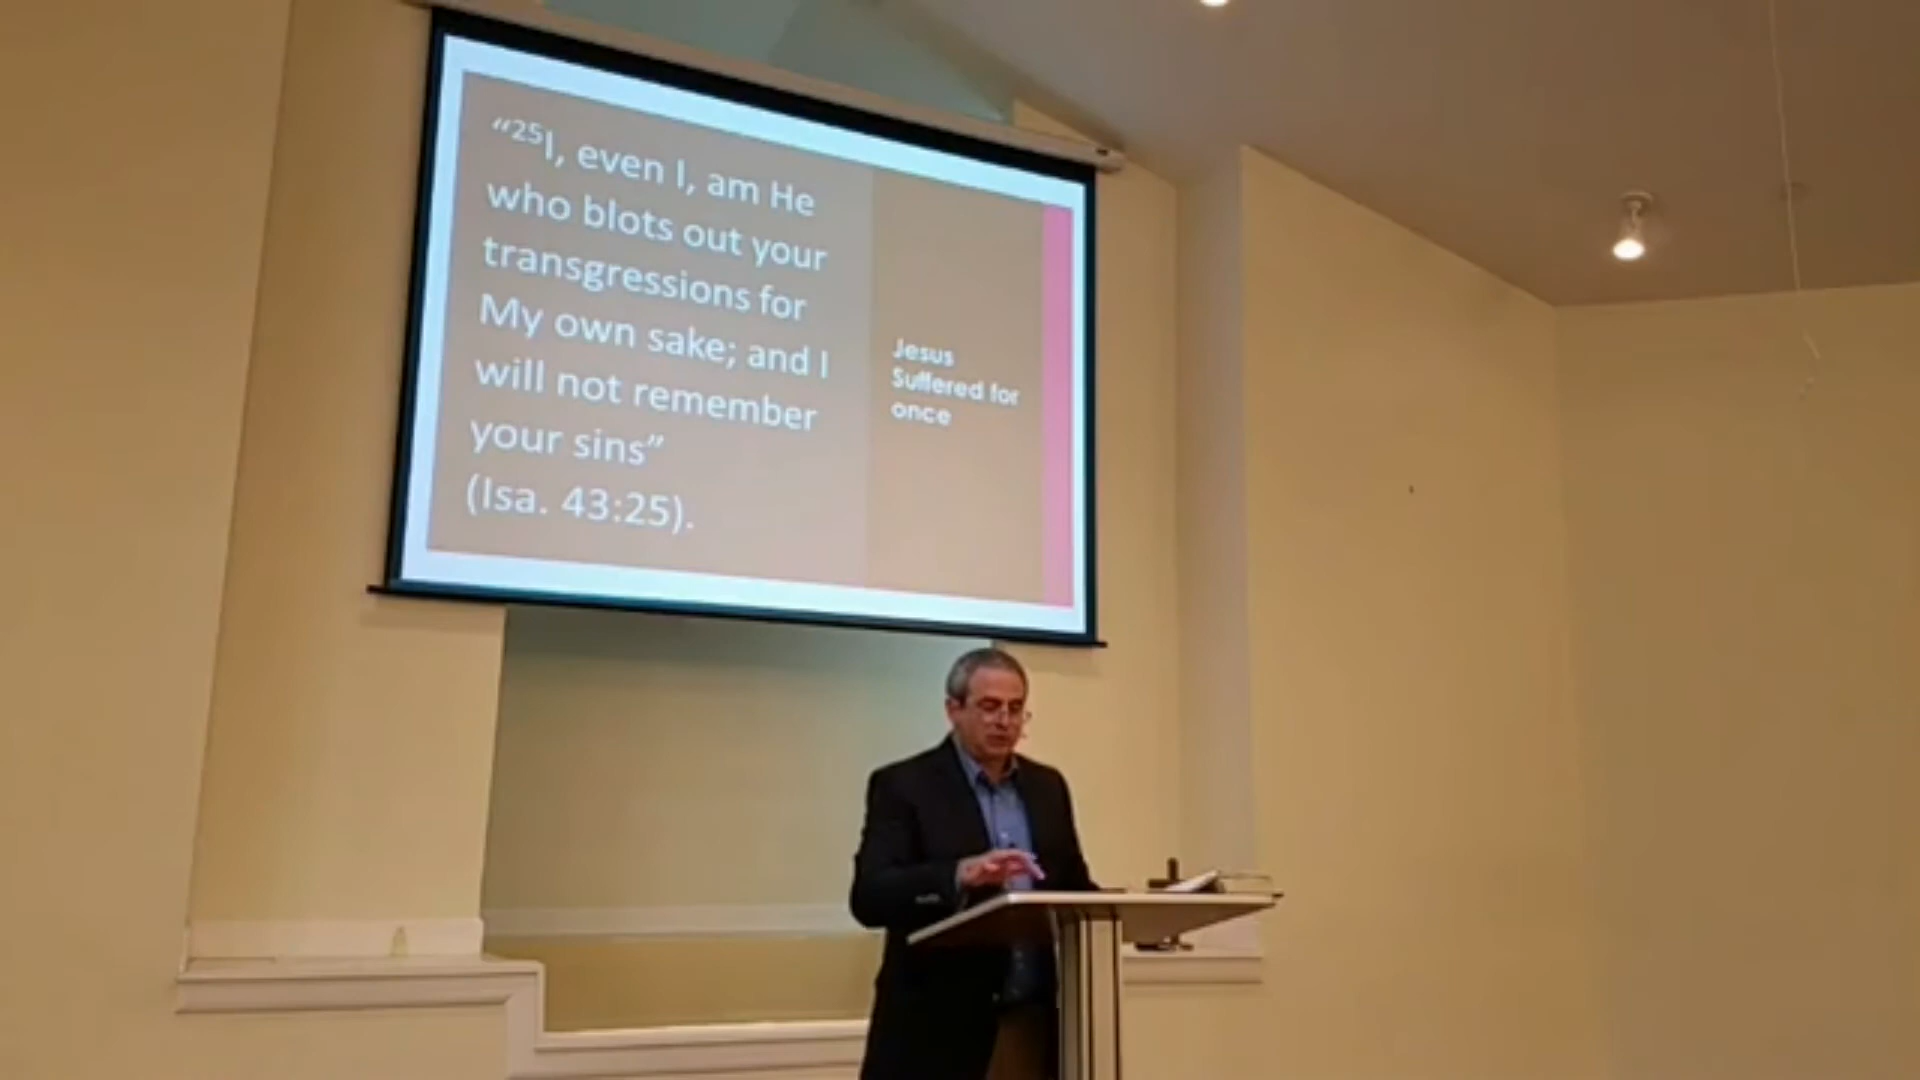 “25I, even I, am He
who blots out your
transgressions for
My own sake; and I
will not remember
your sins”
(Isa. 43:25).
Jesus
Suffered for
once